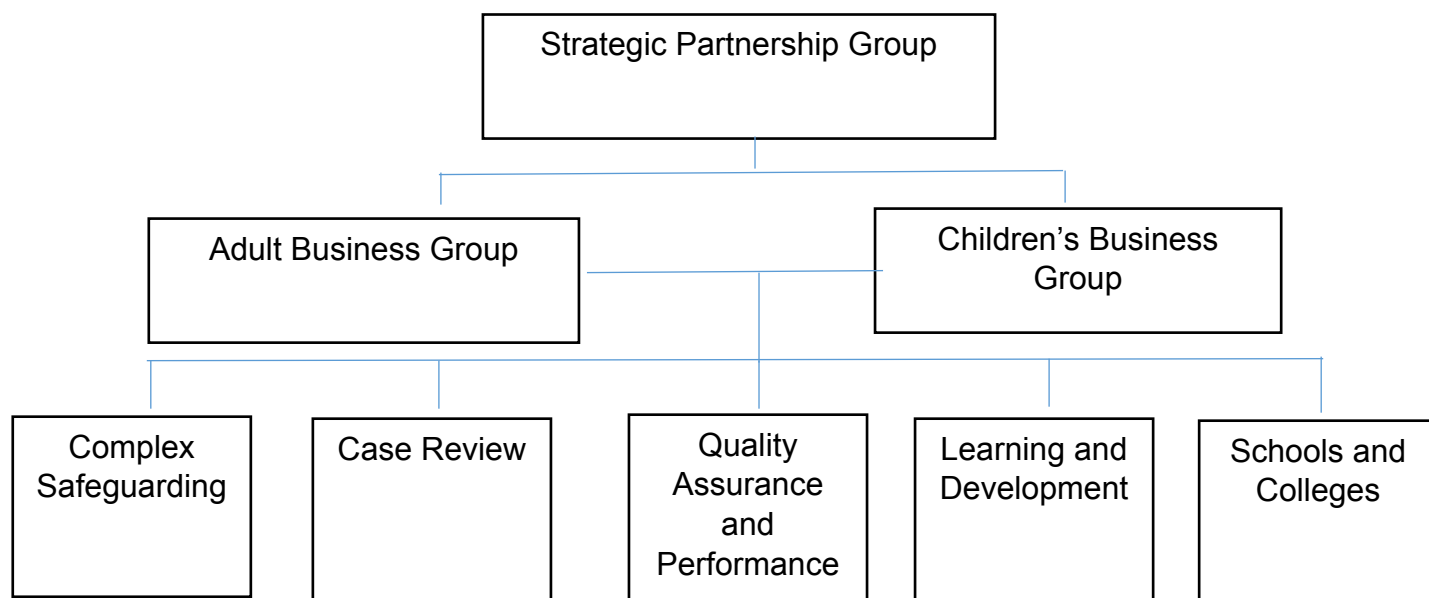 Strategic Partnership Group
Adult Business Group
Children’s Business
Group
Complex
Safeguarding
Case Review
Quality
Assurance
and
Performance
Learning and
Development
Schools and
Colleges